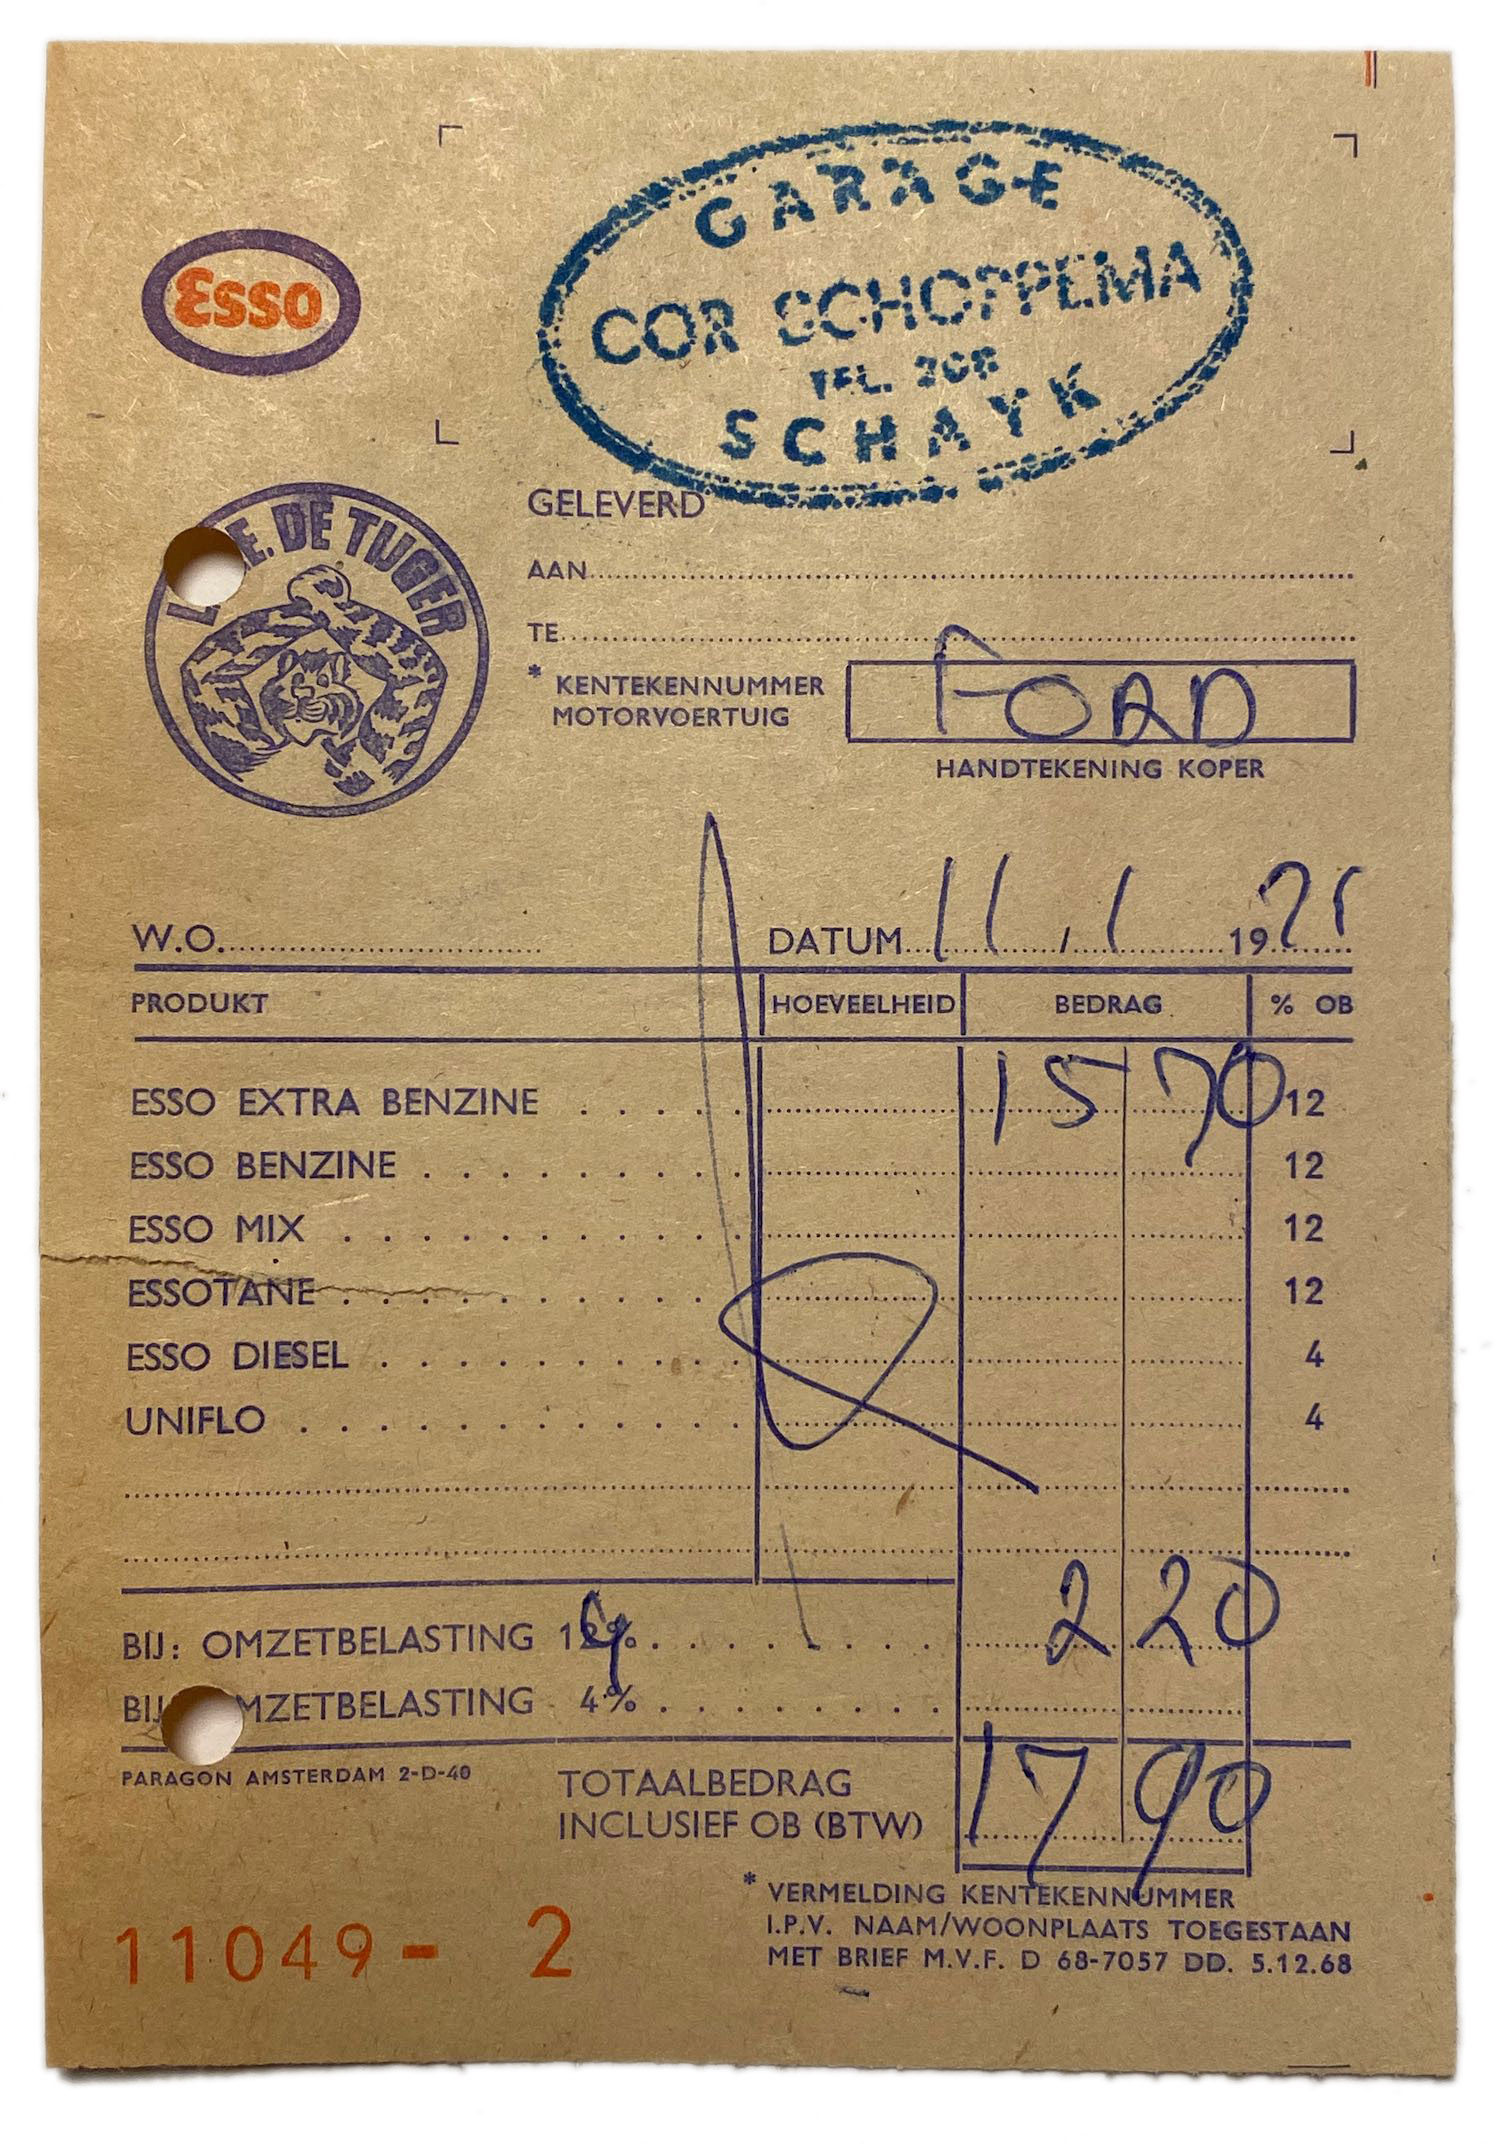 GARAGE
COR SCHOPPEMA
TEL.
SCHAYK
Esso
DE TIJGER
GELEVERD
AAN
TE
* KENTEKENNUMMER
MOTORVOERTUIG
FORD
HANDTEKENING KOPER
W.O. DATUM 11.1 1971
PRODUKT HOEVEELHEID BEDRAG % OB
ESSO EXTRA BENZINE 15 70 12
ESSO BENZINE 12
ESSO MIX 12
ESSOTANE 12
ESSO DIESEL 4
UNIFLO 4
BIJ: OMZETBELASTING 2 20
BIJ: OMZETBELASTING 4% 
PARAGON AMSTERDAM 2-D-40
TOTAALBEDRAG
INCLUSIEF OB (BTW) 17 90
* VERMELDING KENTEKENNUMMER
I.P.V. NAAM/WOONPLAATS TOEGESTAAN
MET BRIEF M.V.F. D 68-7057 DD. 5.12.68
11049- 2